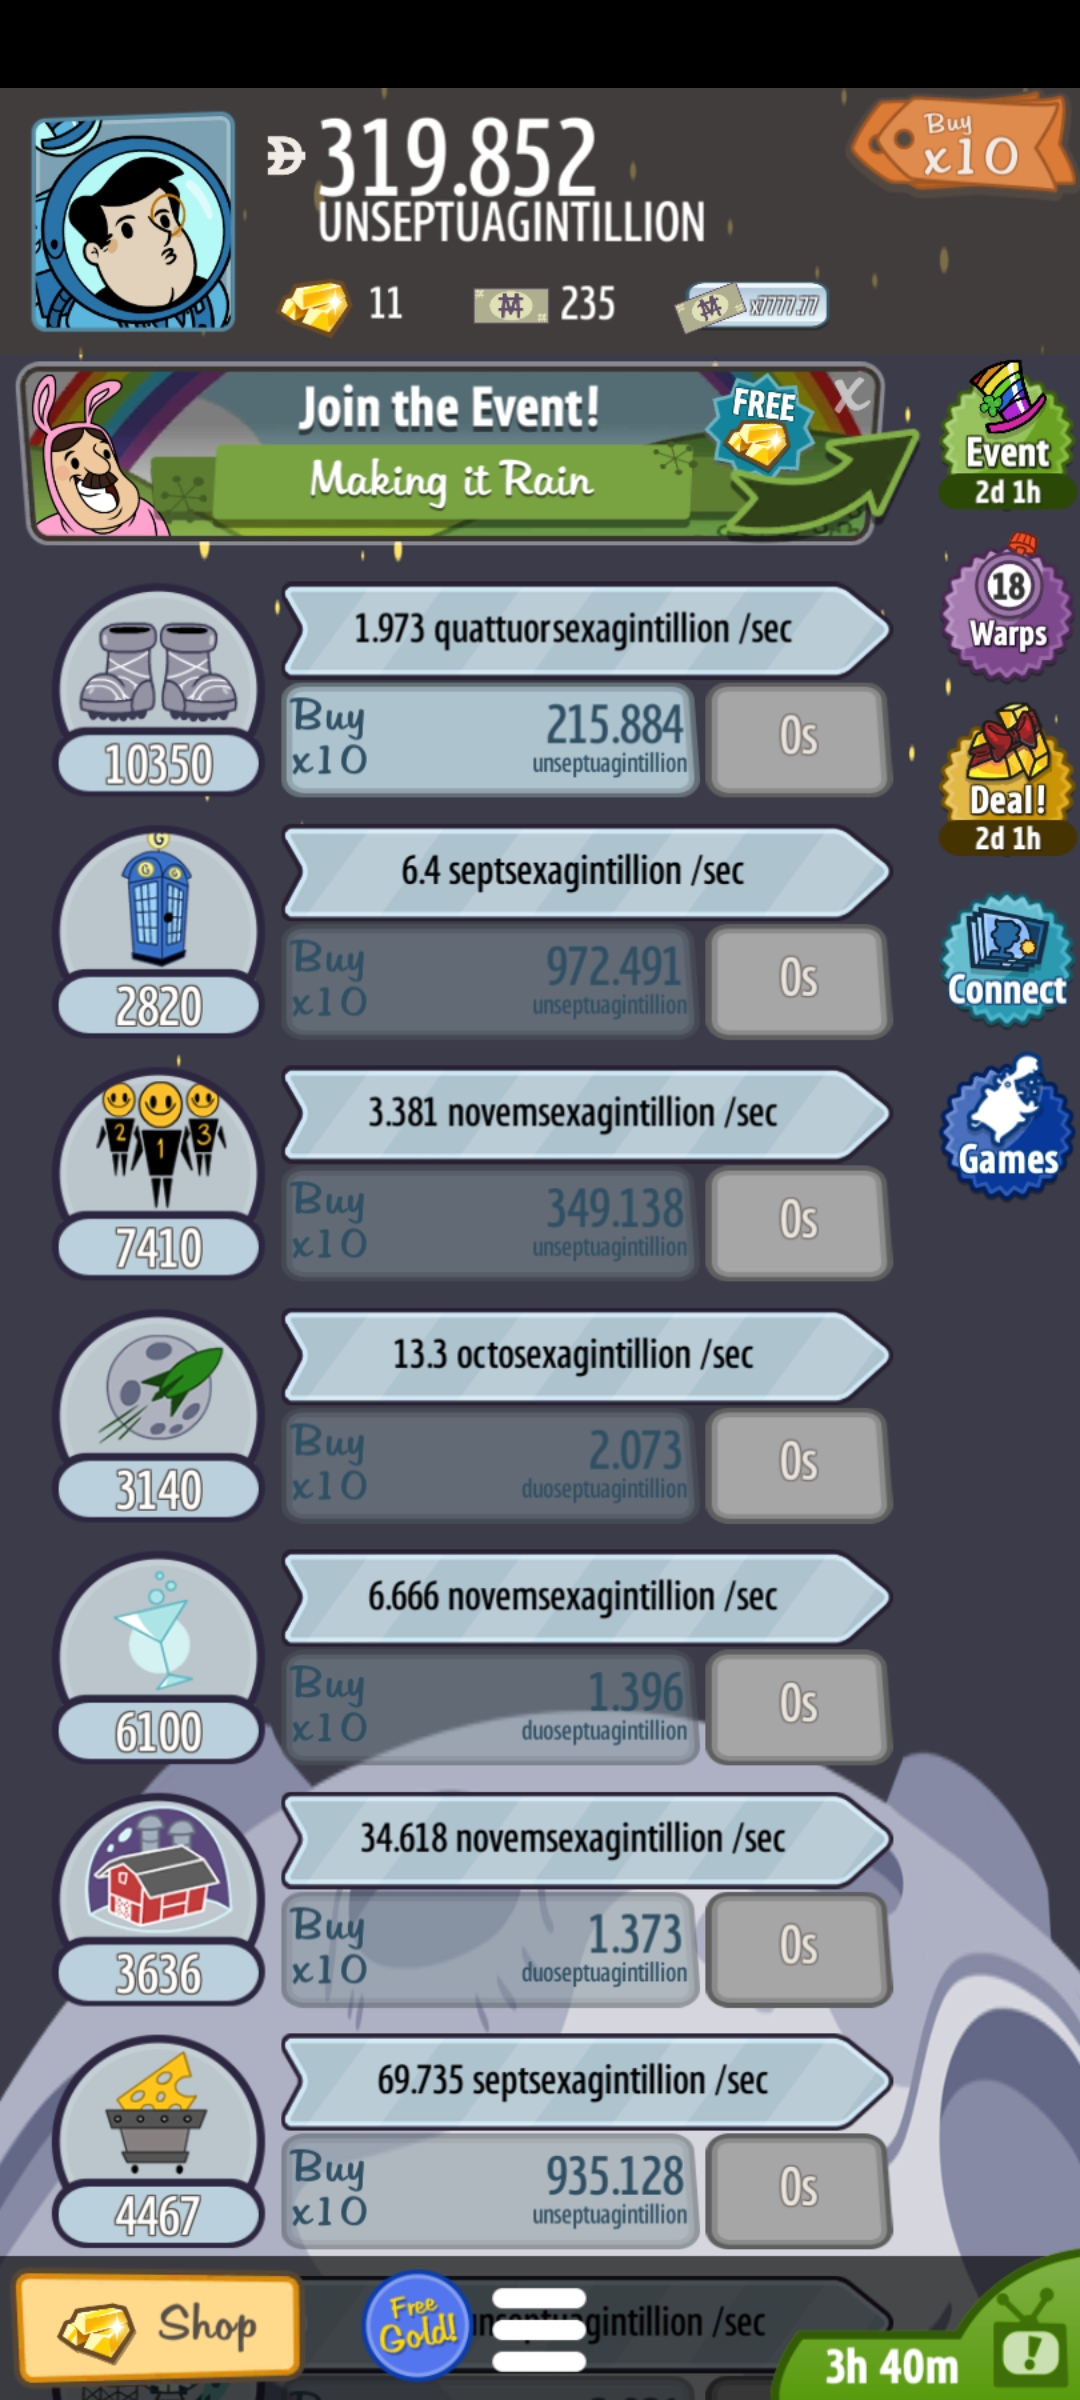 319.852
UNSEPTUAGINTILLION
Buy
x10
11
235
x7777.77
Join the Event!
Making it Rain
FREE
X
Event
2d 1h
1.973 quattuorsexagintillion /sec
Buy
x10
215.884
unseptuagintillion
0s
10350
18
Warps
Deal!
2d 1h
6.4 septsexagintillion /sec
Buy
x10
972.491
unseptuagintillion
0s
G
G G
2820
Connect
3.381 novemsexagintillion /sec
Buy
x10
349.138
unseptuagintillion
0s
2 1 3
7410
Games
13.3 octosexagintillion /sec
Buy
x10
2.073
duoseptuagintillion
0s
3140
6.666 novemsexagintillion /sec
Buy
x10
1.396
duoseptuagintillion
0s
6100
34.618 novemsexagintillion /sec
Buy
x10
1.373
duoseptuagintillion
0s
3636
69.735 septsexagintillion /sec
Buy
x10
935.128
unseptuagintillion
0s
4467
Shop
Free
Gold!
/sec
3h 40m
!